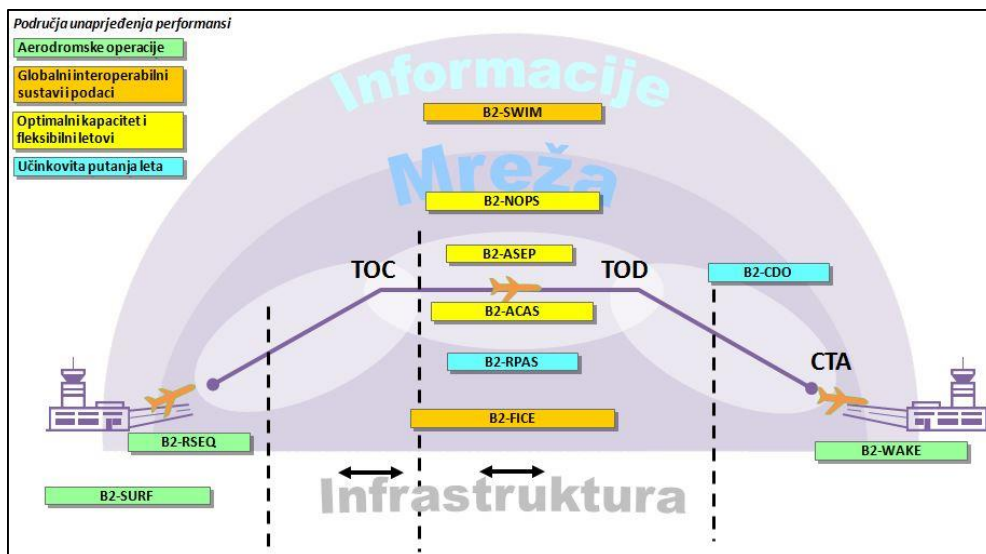 Područja unaprjeđenja performansi
Aerodromske operacije
Globalni interoperabilni
sustavi i podaci
Optimalni kapacitet i
fleksibilni letovi
Učinkovita putanja leta
Informacije
B2-SWIM
Mreža
B2-NOPS
B2-ASEP
TOC
TOD
B2-CDO
B2-ACAS
B2-RPAS
CTA
B2-FICE
B2-RSEQ
B2-WAKE
B2-SURF
Infrastruktura